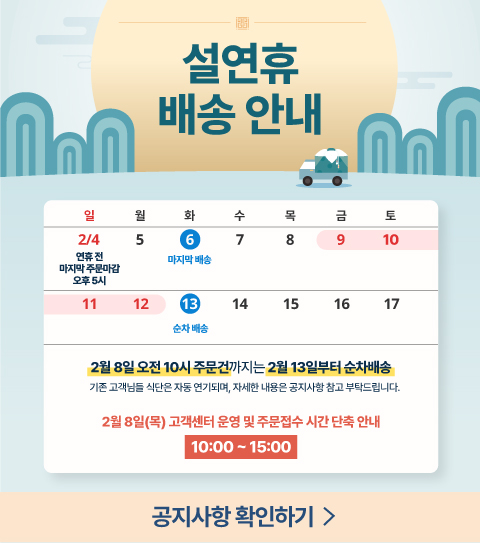 설연휴
배송 안내
일 월 화 수 목 금 토
2/4 5 6 7 8 9 10
연휴 전
마지막 주문마감
오후 5시
마지막 배송
11 12 13 14 15 16 17
순차 배송
2월 8일 오전 10시 주문건까지는 2월 13일부터 순차배송
기존 고객님들 식단은 자동 연기되며, 자세한 내용은 공지사항 참고 부탁드립니다.
2월 8일(목) 고객센터 운영 및 주문접수 시간 단축 안내
10:00 ~ 15:00
공지사항 확인하기 >